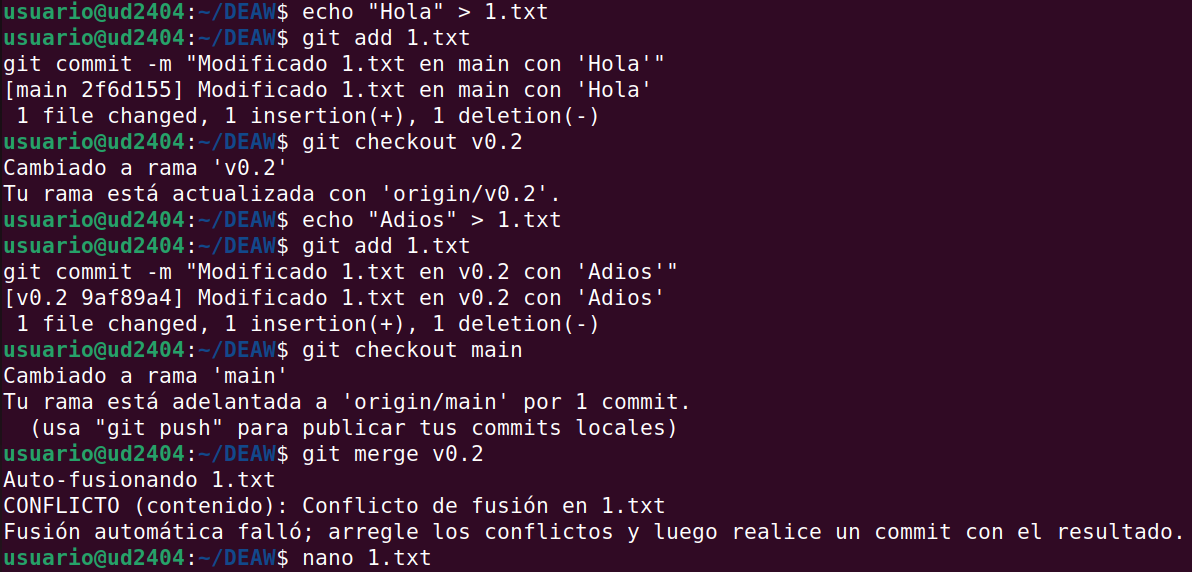 usuario@ud2404:~/DEAW$ echo "Hola" > 1.txt
usuario@ud2404:~/DEAW$ git add 1.txt
git commit -m "Modificado 1.txt en main con 'Hola'"
[main 2f6d155] Modificado 1.txt en main con 'Hola'
 1 file changed, 1 insertion(+), 1 deletion(-)
usuario@ud2404:~/DEAW$ git checkout v0.2
Cambiado a rama 'v0.2'
Tu rama está actualizada con 'origin/v0.2'.
usuario@ud2404:~/DEAW$ echo "Adios" > 1.txt
usuario@ud2404:~/DEAW$ git add 1.txt
git commit -m "Modificado 1.txt en v0.2 con 'Adios'"
[v0.2 9af89a4] Modificado 1.txt en v0.2 con 'Adios'
 1 file changed, 1 insertion(+), 1 deletion(-)
usuario@ud2404:~/DEAW$ git checkout main
Cambiado a rama 'main'
Tu rama está adelantada a 'origin/main' por 1 commit.
  (usa "git push" para publicar tus commits locales)
usuario@ud2404:~/DEAW$ git merge v0.2
Auto-fusionando 1.txt
CONFLICTO (contenido): Conflicto de fusión en 1.txt
Fusión automática falló; arregle los conflictos y luego realice un commit con el resultado.
usuario@ud2404:~/DEAW$ nano 1.txt